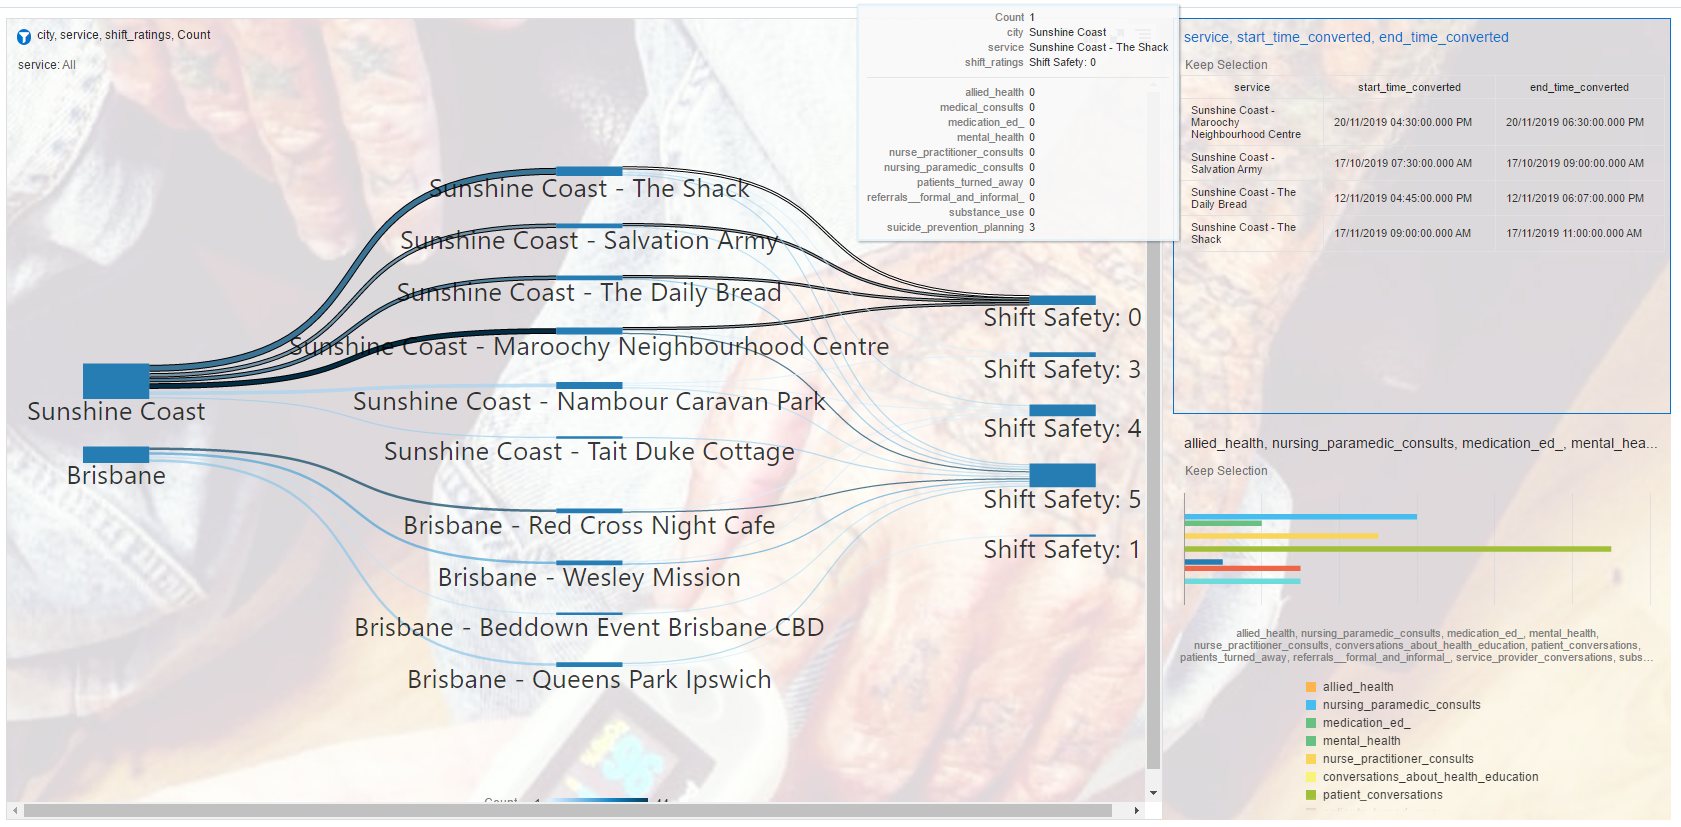 city, service, shift_ratings, Count
service: All
Sunshine Coast - The Shack
Sunshine Coast - Salvation Army
Sunshine Coast - The Daily Bread
Sunshine Coast - Maroochy Neighbourhood Centre
Sunshine Coast
Sunshine Coast - Nambour Caravan Park
Sunshine Coast - Tait Duke Cottage
Brisbane
Brisbane - Red Cross Night Cafe
Brisbane - Wesley Mission
Brisbane - Beddown Event Brisbane CBD
Brisbane - Queens Park Ipswich
Shift Safety: 0
Shift Safety: 3
Shift Safety: 4
Shift Safety: 5
Shift Safety: 1
Count 1
Count 1
city Sunshine Coast
service Sunshine Coast - The Shack
shift_ratings Shift Safety: 0
allied_health 0
medical_consults 0
medication_ed_ 0
mental_health 0
nurse_practitioner_consults 0
nursing_paramedic_consults 0
patients_turned_away 0
referrals__formal_and_informal_ 0
substance_use 0
suicide_prevention_planning 3
service, start_time_converted, end_time_converted
Keep Selection
service start_time_converted end_time_converted
Sunshine Coast -
Maroochy 20/11/2019 04:30:00.000 PM 20/11/2019 06:30:00.000 PM
Neighbourhood Centre
Sunshine Coast -
Salvation Army 17/10/2019 07:30:00.000 AM 17/10/2019 09:00:00.000 AM
Sunshine Coast - The
Daily Bread 12/11/2019 04:45:00.000 PM 12/11/2019 06:07:00.000 PM
Sunshine Coast - The
Shack 17/11/2019 09:00:00.000 AM 17/11/2019 11:00:00.000 AM
allied_health, nursing_paramedic_consults, medication_ed_, mental_hea...
Keep Selection
allied_health, nursing_paramedic_consults, medication_ed_, mental_health,
nurse_practitioner_consults, conversations_about_health_education, patient_conversations,
patients_turned_away, referrals__formal_and_informal_, service_provider_conversations, subs...
allied_health
nursing_paramedic_consults
medication_ed_
mental_health
nurse_practitioner_consults
conversations_about_health_education
patient_conversations